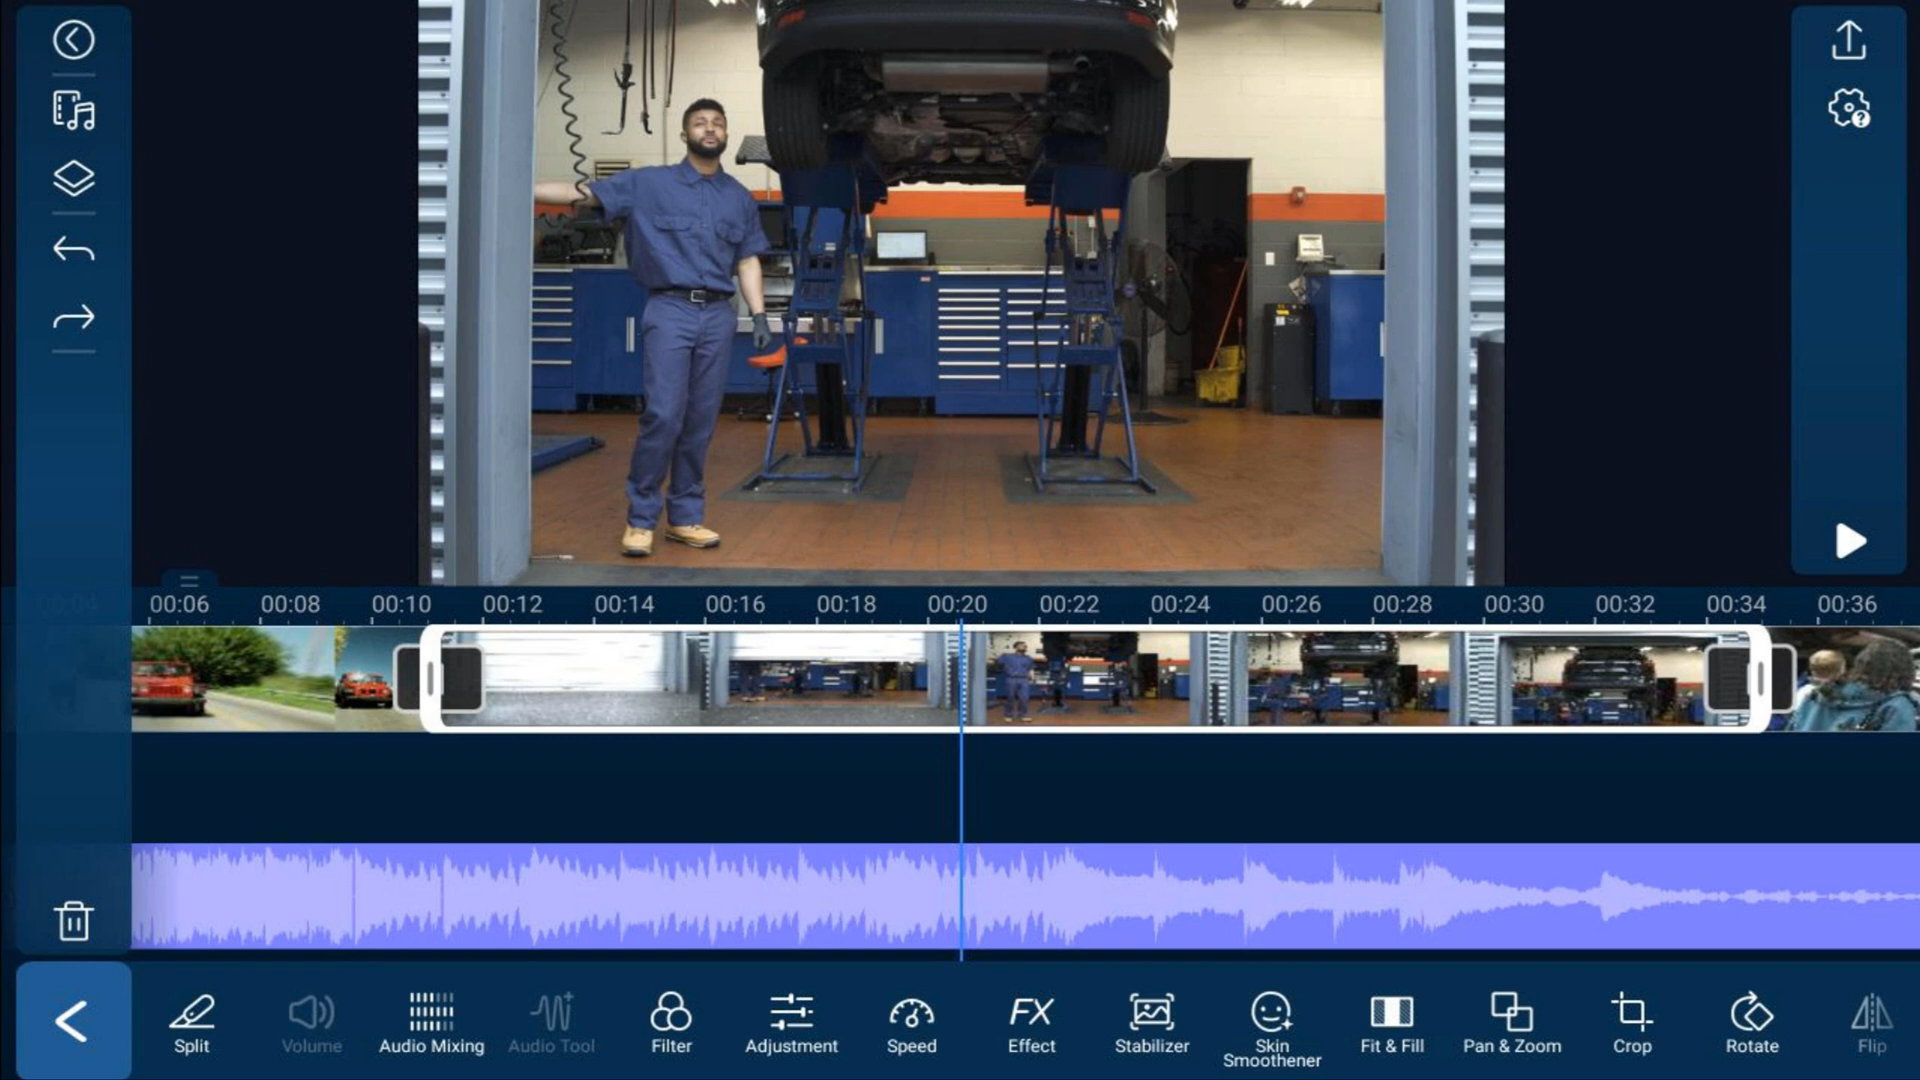 00:04 00:06 00:08 00:10 00:12 00:14 00:16 00:18 00:20 00:22 00:24 00:26 00:28 00:30 00:32 00:34 00:36
Split Volume Audio Mixing Audio Tool Filter Adjustment Speed FX Effect Stabilizer Skin Smoothener Fit & Fill Pan & Zoom Crop Rotate Flip